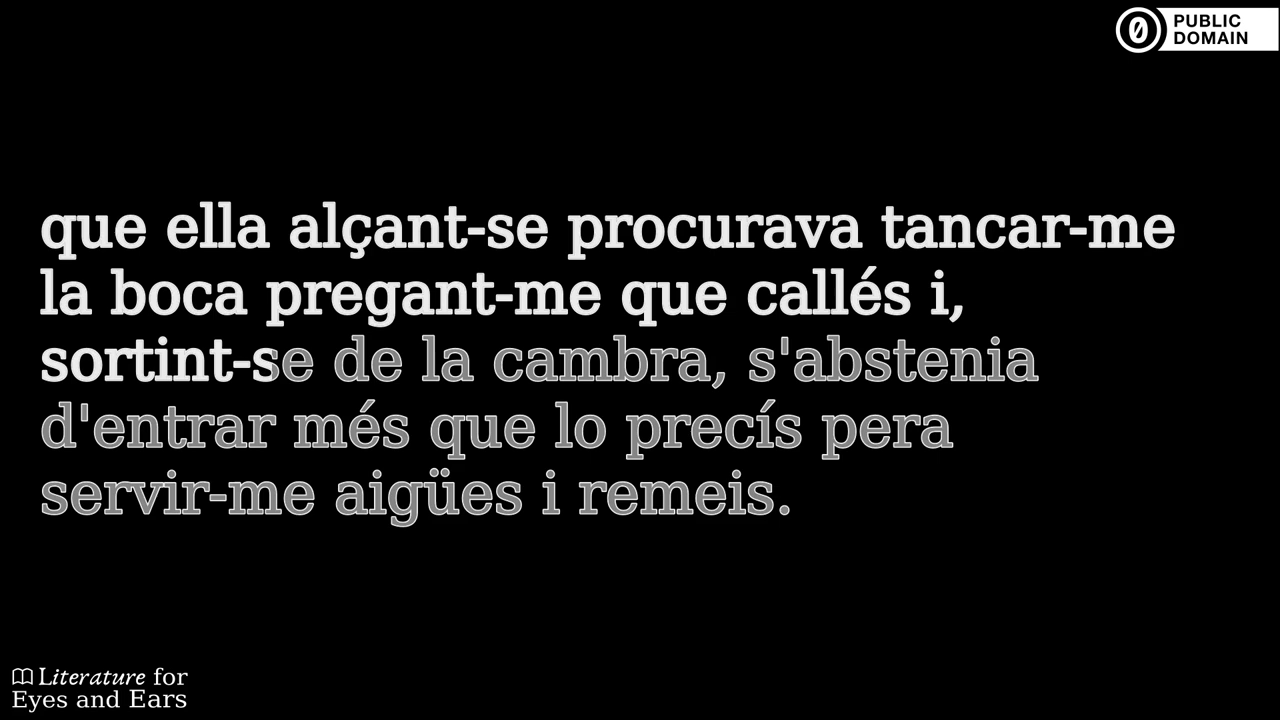 PUBLIC
DOMAIN
que ella alçant-se procurava tancar-me
la boca pregant-me que callés i,
sortint-se de la cambra, s'abstenia
d'entrar més que lo precís pera
servir-me aigües i remeis.
Literature for
Eyes and Ears